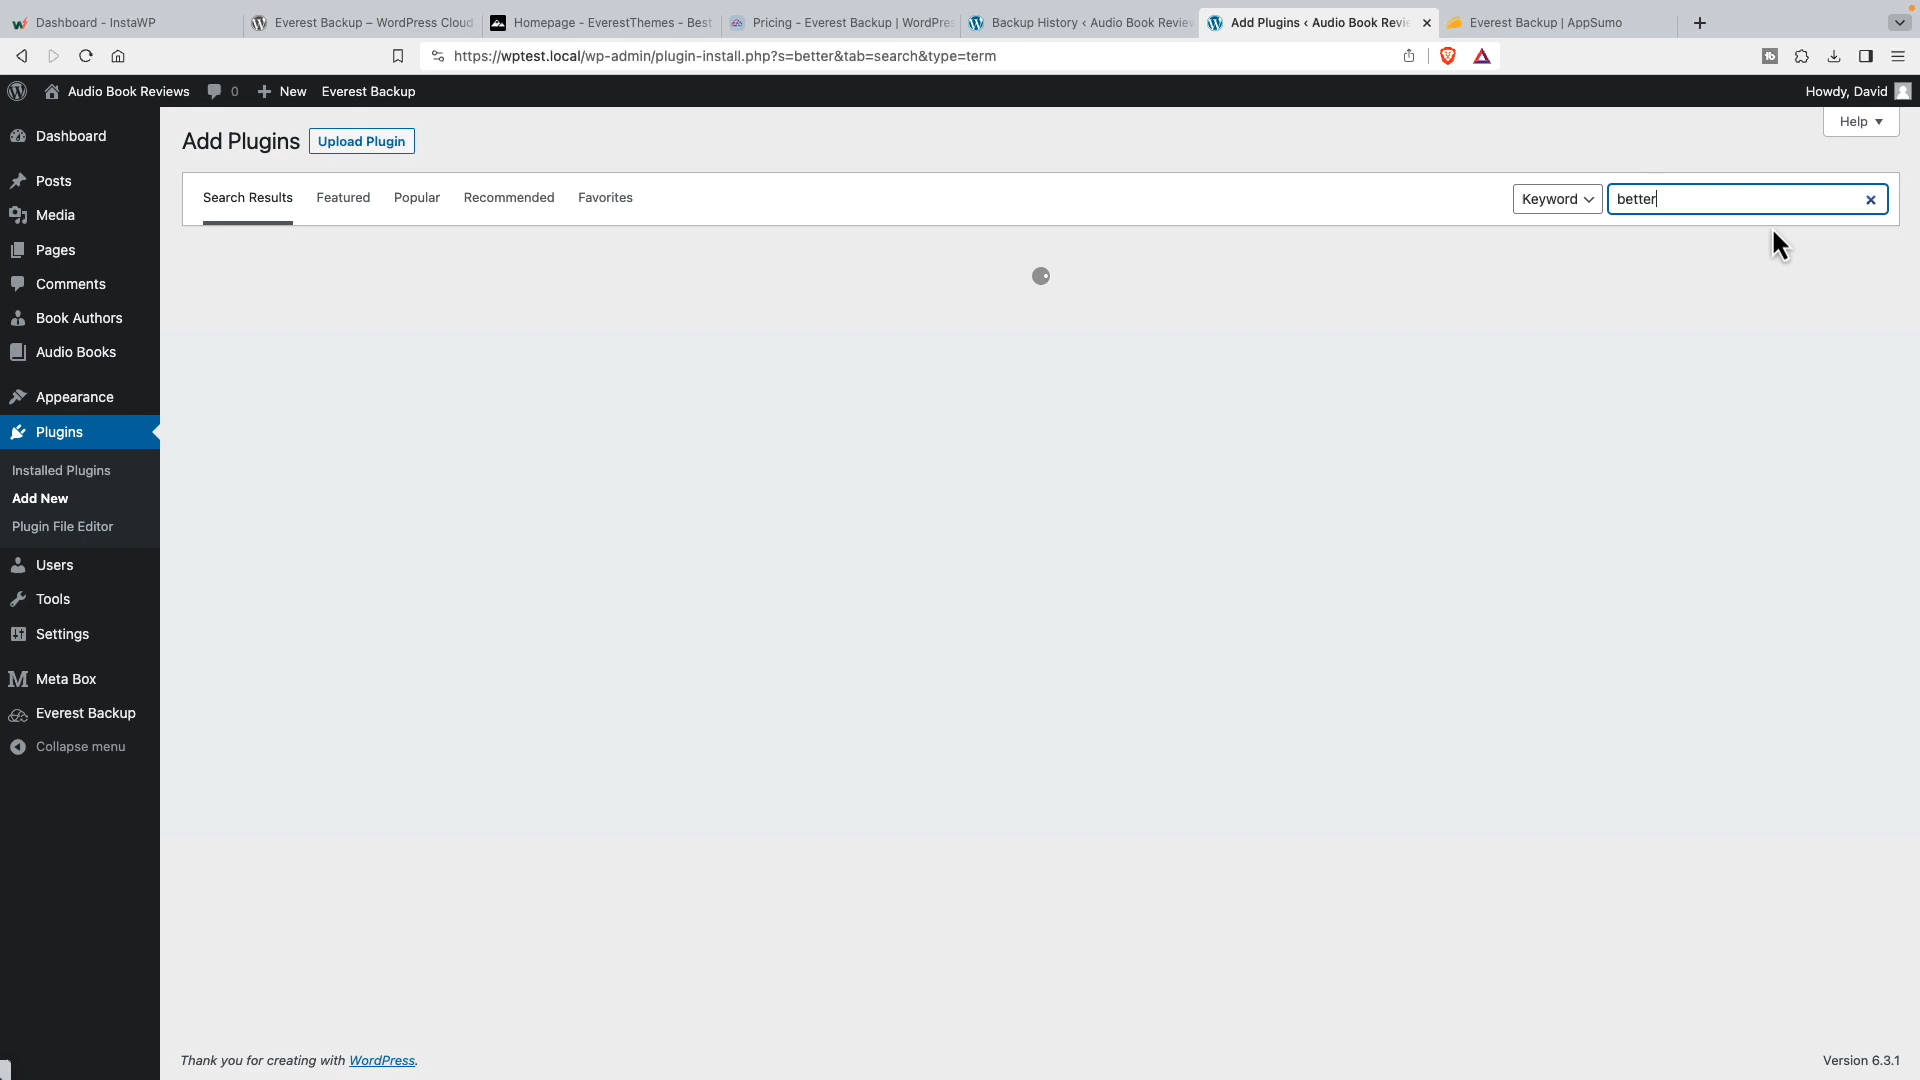 Dashboard - InstaWP
Everest Backup – WordPress Cloud
Homepage - EverestThemes - Best
Pricing - Everest Backup | WordPres
Backup History ‹ Audio Book Review
Add Plugins ‹ Audio Book Revie
Everest Backup | AppSumo
https://wptest.local/wp-admin/plugin-install.php?s=better&tab=search&type=term
Audio Book Reviews
0
New
Everest Backup
Howdy, David
Help
Dashboard
Posts
Media
Pages
Comments
Book Authors
Audio Books
Appearance
Plugins
Installed Plugins
Add New
Plugin File Editor
Users
Tools
Settings
Meta Box
Everest Backup
Collapse menu
Add Plugins
Upload Plugin
Search Results
Featured
Popular
Recommended
Favorites
Keyword
better
Thank you for creating with WordPress.
Version 6.3.1